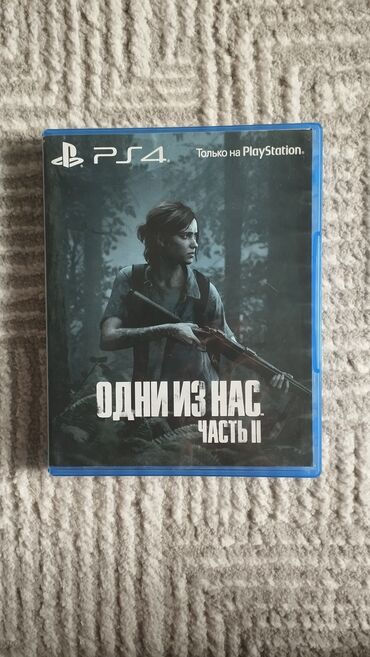 PS4
Только на PlayStation
ОДНИ ИЗ НАС
ЧАСТЬ II